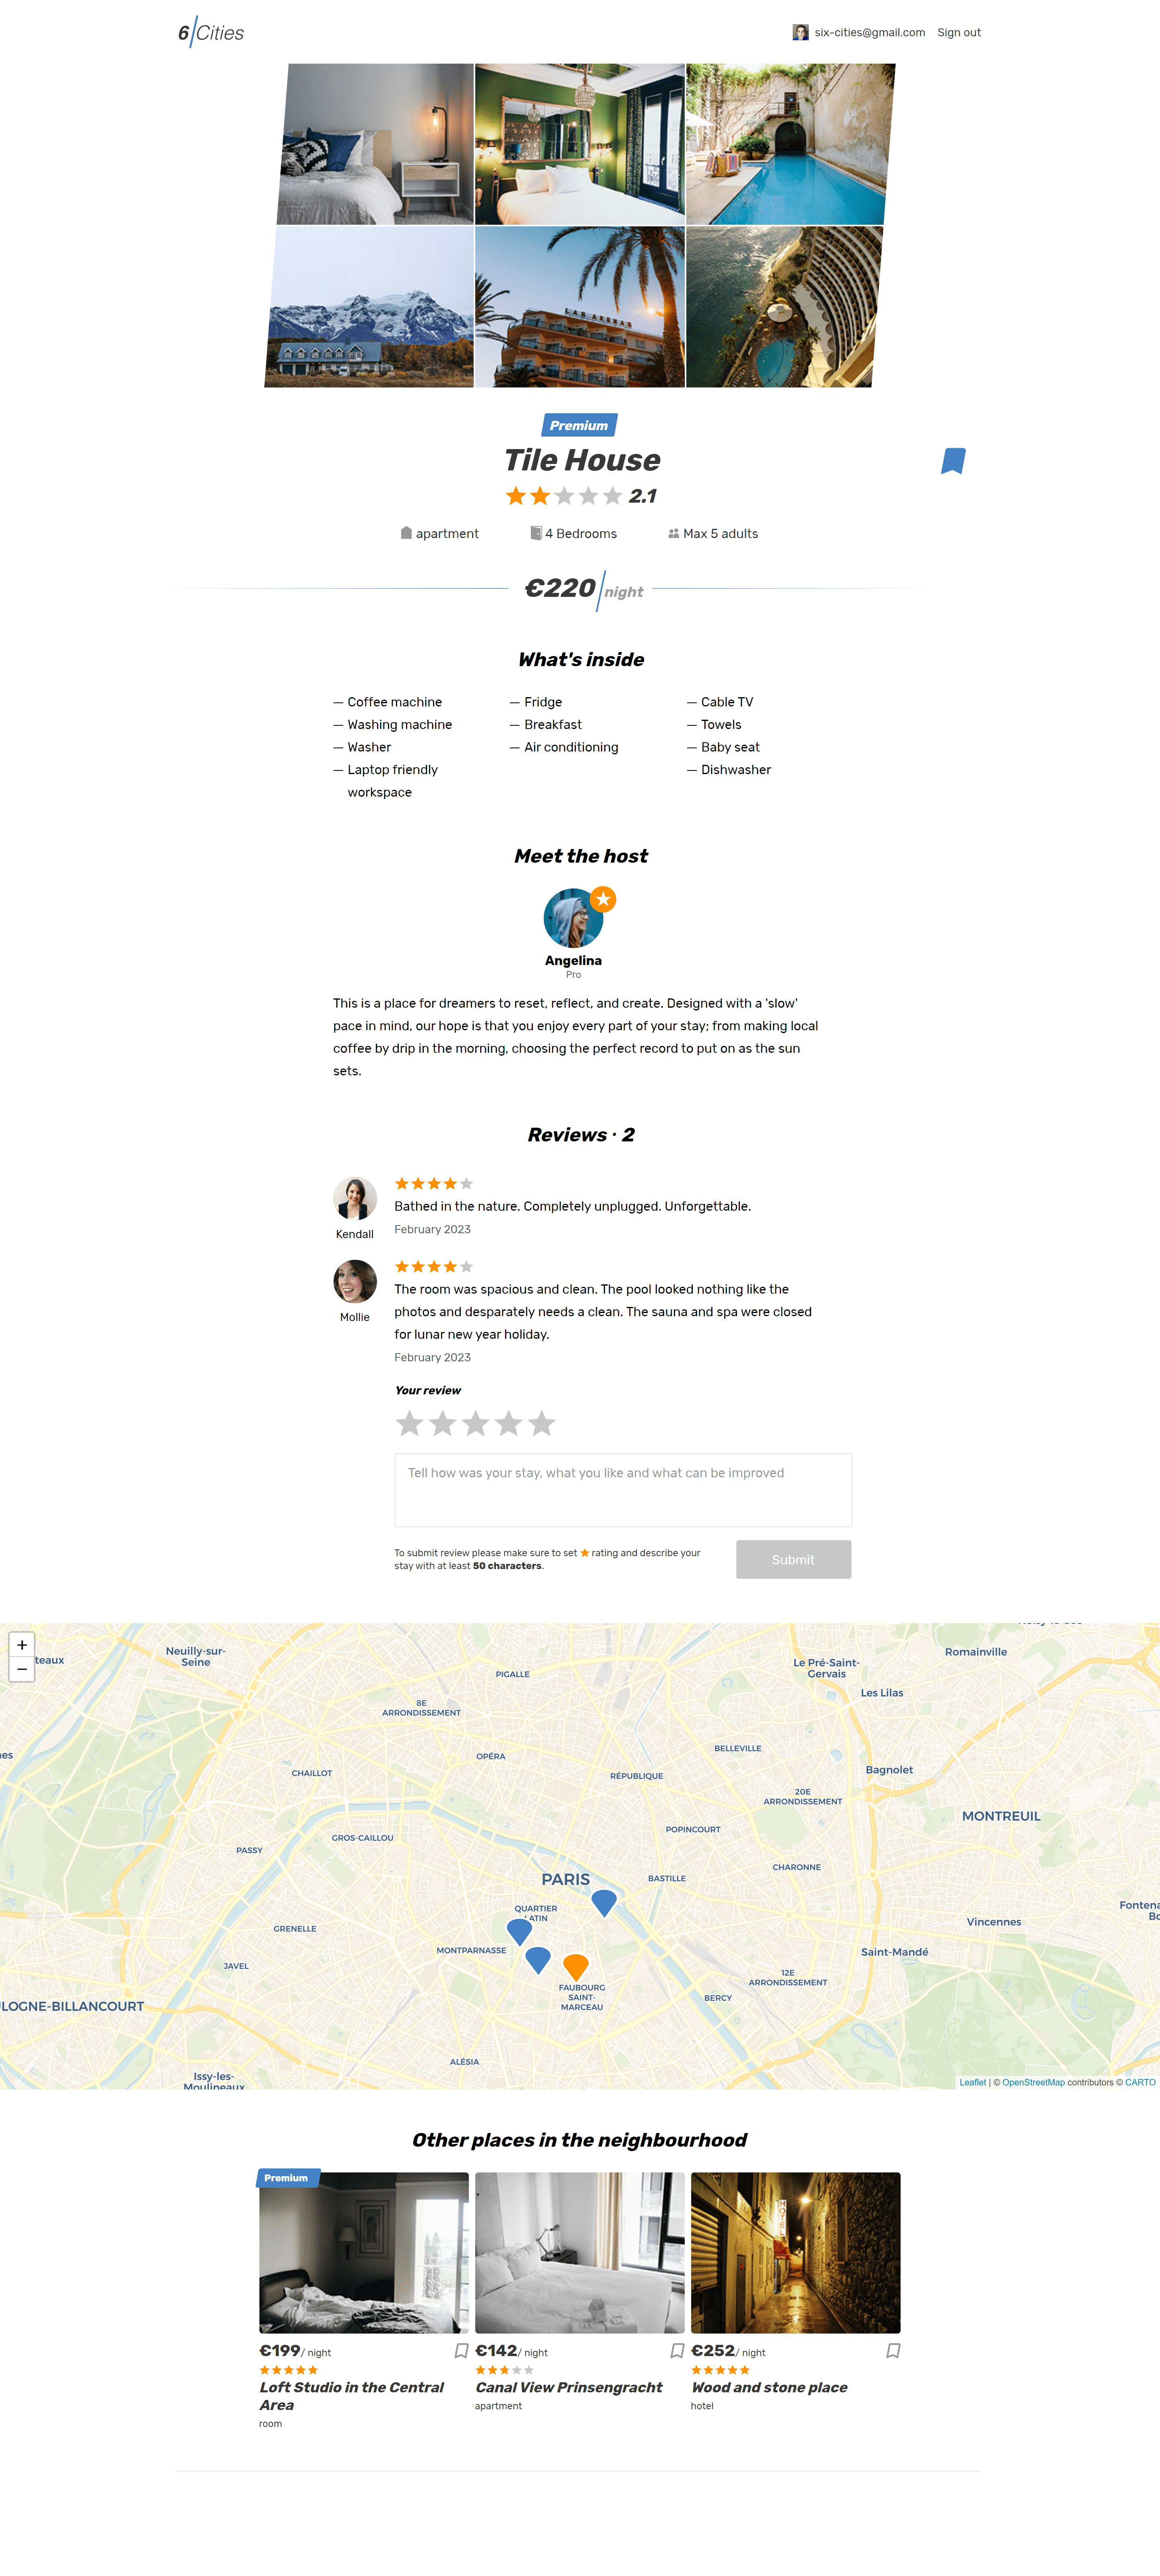 6 Cities
six-cities@gmail.com Sign out
LAS ARENAS
Premium
Tile House
2.1
apartment 4 Bedrooms Max 5 adults
€220 night
What's inside
— Coffee machine
— Washing machine
— Washer
— Laptop friendly
workspace
— Fridge
— Breakfast
— Air conditioning
— Cable TV
— Towels
— Baby seat
— Dishwasher
Meet the host
Angelina
Pro
This is a place for dreamers to reset, reflect, and create. Designed with a 'slow'
pace in mind, our hope is that you enjoy every part of your stay; from making local
coffee by drip in the morning, choosing the perfect record to put on as the sun
sets.
Reviews · 2
Kendall
Bathed in the nature. Completely unplugged. Unforgettable.
February 2023
Mollie
The room was spacious and clean. The pool looked nothing like the
photos and desparately needs a clean. The sauna and spa were closed
for lunar new year holiday.
February 2023
Your review
Tell how was your stay, what you like and what can be improved
To submit review please make sure to set rating and describe your
stay with at least 50 characters.
Submit
+
−
teaux
Neuilly-sur-
Seine
PIGALLE
Le Pré-Saint-
Gervais
Romainville
Les Lilas
8E
ARRONDISSEMENT
es
OPÉRA
BELLEVILLE
CHAILLOT
RÉPUBLIQUE
Bagnolet
20E
ARRONDISSEMENT
MONTREUIL
GROS-CAILLOU
POPINCOURT
PASSY
CHARONNE
PARIS
BASTILLE
QUARTIER
ATIN
Fontena
Bo
GRENELLE
Vincennes
MONTPARNASSE
Saint-Mandé
JAVEL
12E
ARRONDISSEMENT
FAUBOURG
SAINT-
MARCEAU
BERCY
LOGNE-BILLANCOURT
ALÉSIA
Issy-les-
Moulineaux
Leaflet | © OpenStreetMap contributors © CARTO
Other places in the neighbourhood
Premium
HOTEL
€199 / night
Loft Studio in the Central
Area
room
€142 / night
Canal View Prinsengracht
apartment
€252 / night
Wood and stone place
hotel